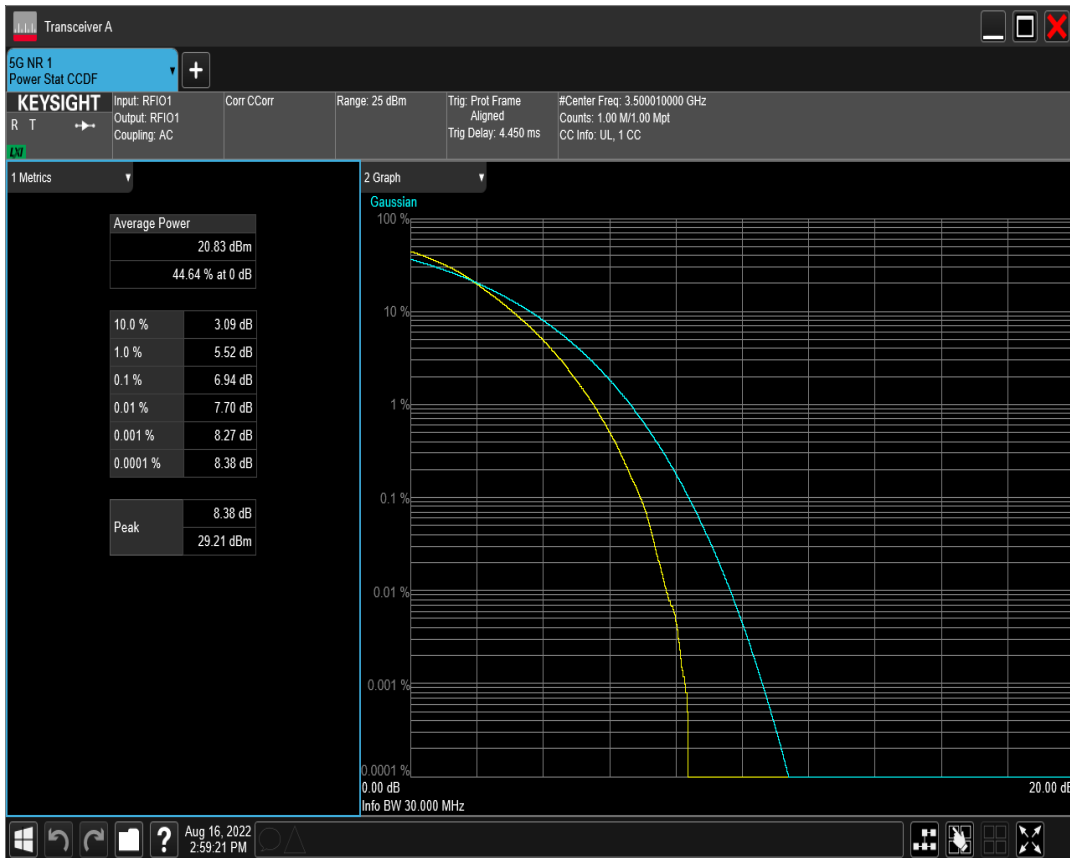 Transceiver A
5G NR 1
Power Stat CCDF
+
KEYSIGHT
R T
LXI
Input: RFIO1
Output: RFIO1
Coupling: AC
Corr CCorr
Range: 25 dBm
Trig: Prot Frame
Aligned
Trig Delay: 4.450 ms
#Center Freq: 3.500010000 GHz
Counts: 1.00 M/1.00 Mpt
CC Info: UL, 1 CC
1 Metrics
Average Power
20.83 dBm
44.64 % at 0 dB
10.0 % 3.09 dB
1.0 % 5.52 dB
0.1 % 6.94 dB
0.01 % 7.70 dB
0.001 % 8.27 dB
0.0001 % 8.38 dB
Peak
8.38 dB
29.21 dBm
2 Graph
Gaussian
100 %
10 %
1 %
0.1 %
0.01 %
0.001 %
0.0001 %
0.00 dB 20.00 dB
Info BW 30.000 MHz
?
Aug 16, 2022
2:59:21 PM